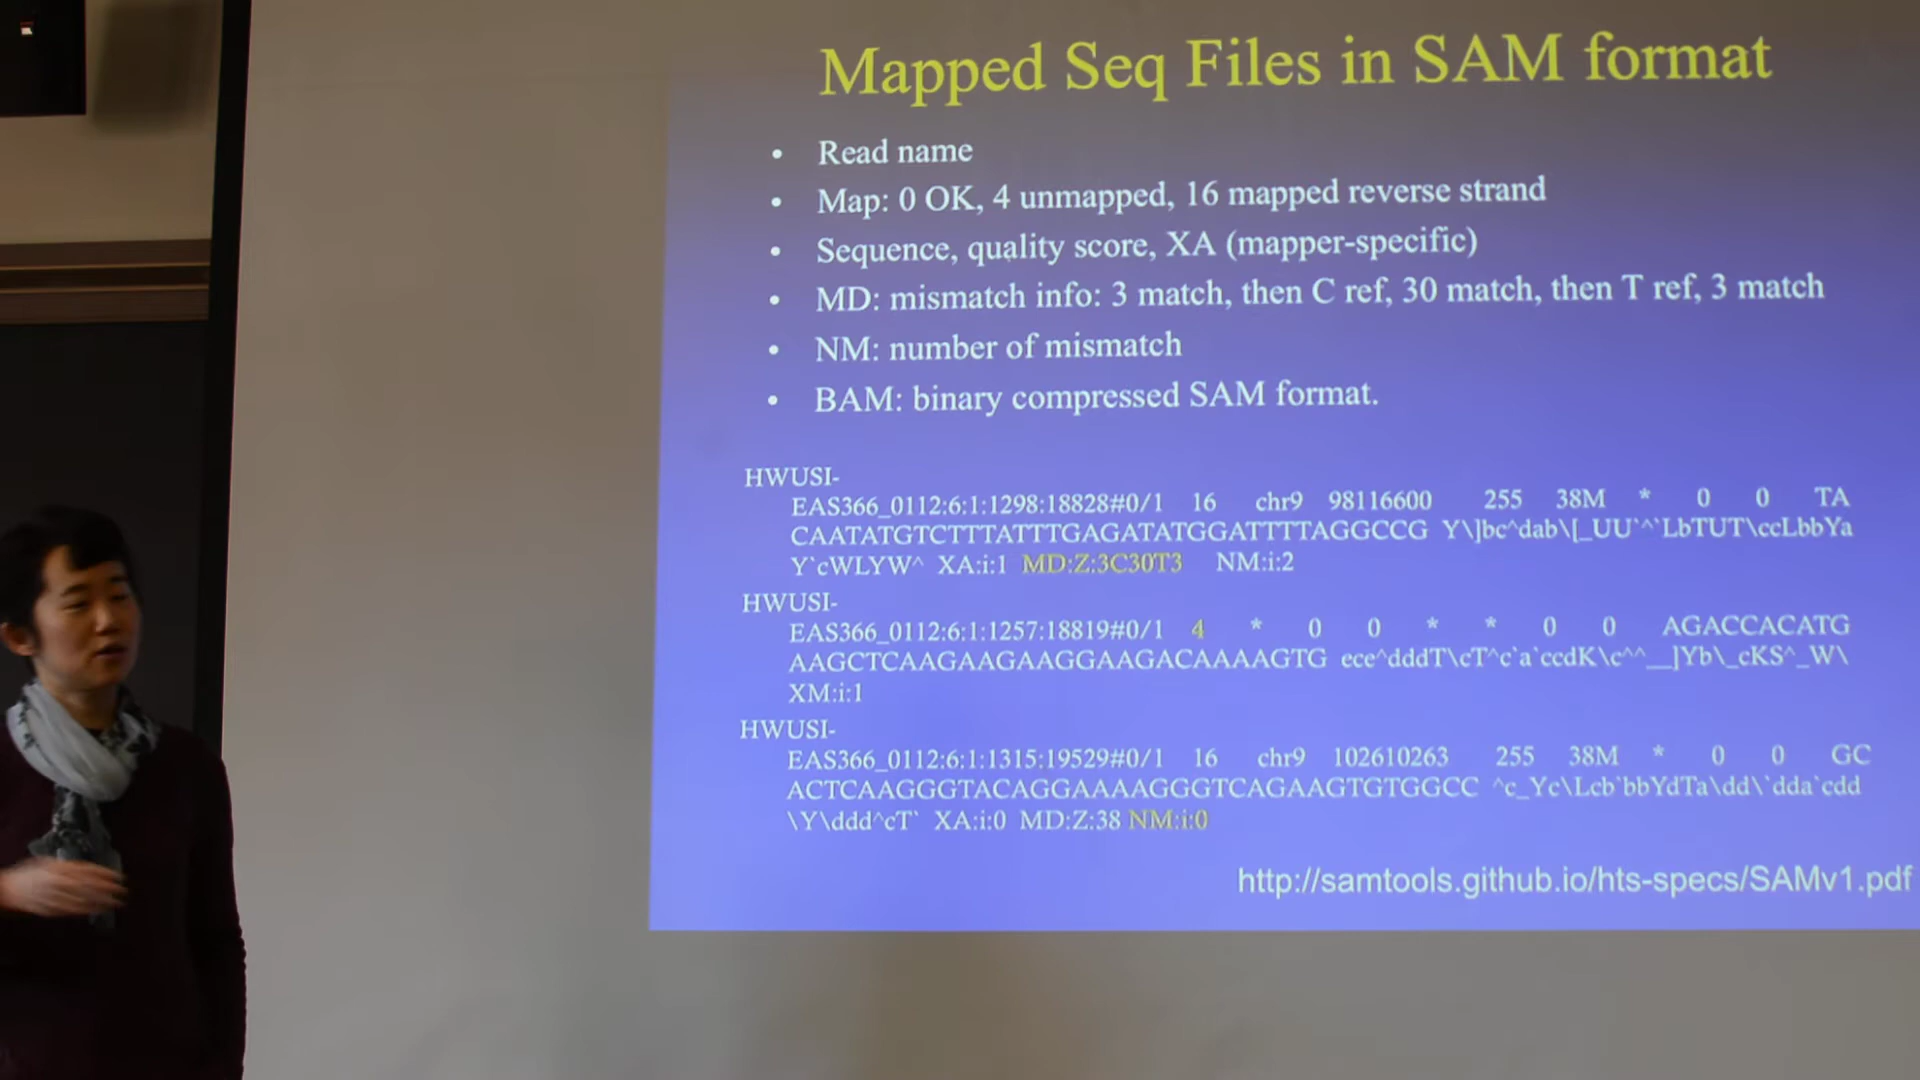 Mapped Seq Files in SAM format
• Read name
• Map: 0 OK, 4 unmapped, 16 mapped reverse strand
• Sequence, quality score, XA (mapper-specific)
• MD: mismatch info: 3 match, then C ref, 30 match, then T ref, 3 match
• NM: number of mismatch
• BAM: binary compressed SAM format.
HWUSI-
EAS366_0112:6:1:1298:18828#0/1 16 chr9 98116600 255 38M * 0 0 TA
CAATATGTCTTTATTTGAGATATGGATTTTAGGCCG Y\]bc^dab\[_UU`^`LbTUT\ccLbbYa
Y`cWLYW^ XA:i:1 MD:Z:3C30T3 NM:i:2
HWUSI-
EAS366_0112:6:1:1257:18819#0/1 4 * 0 0 * * 0 0 AGACCACATG
AAGCTCAAGAAGAAGGAAGACAAAAGTG ece^dddT\cT^c`a`ccdK\c^^__]Yb\_cKS^_W\
XM:i:1
HWUSI-
EAS366_0112:6:1:1315:19529#0/1 16 chr9 102610263 255 38M * 0 0 GC
ACTCAAGGGTACAGGAAAAGGGTCAGAAGTGTGGCC ^c_Yc\Lcb`bbYdTa\dd\`dda`cdd
\Y\ddd^cT` XA:i:0 MD:Z:38 NM:i:0
http://samtools.github.io/hts-specs/SAMv1.pdf